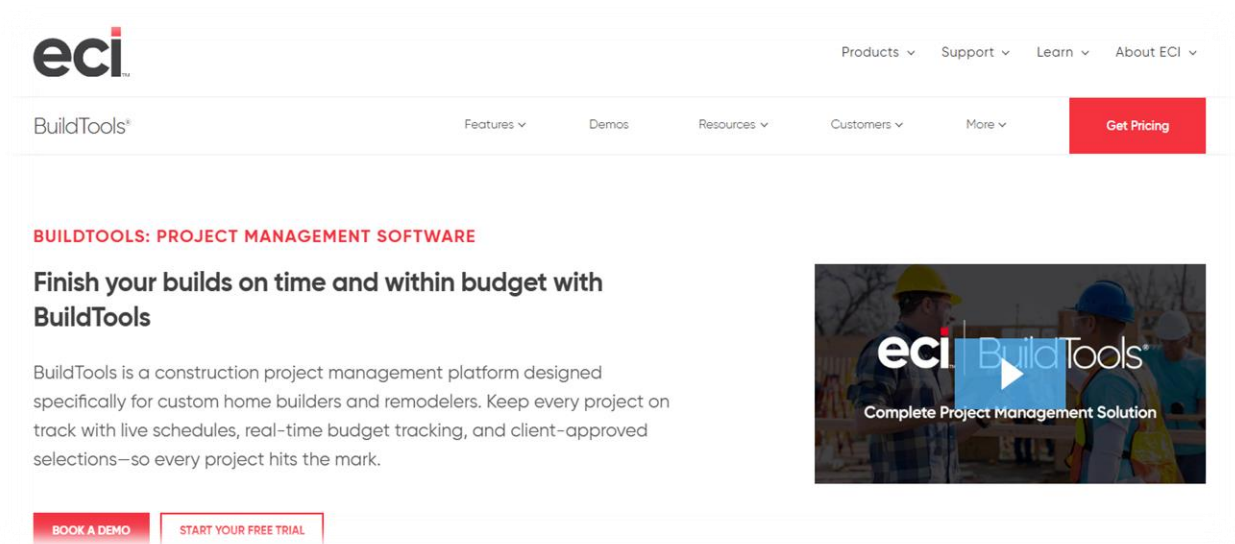 eci
Products Support Learn About ECI
BuildTools®
Features Demos Resources Customers More Get Pricing
BUILDTOOLS: PROJECT MANAGEMENT SOFTWARE
Finish your builds on time and within budget with
BuildTools
BuildTools is a construction project management platform designed
specifically for custom home builders and remodelers. Keep every project on
track with live schedules, real-time budget tracking, and client-approved
selections—so every project hits the mark.
BOOK A DEMO START YOUR FREE TRIAL
eci BuildTools®
Complete Project Management Solution